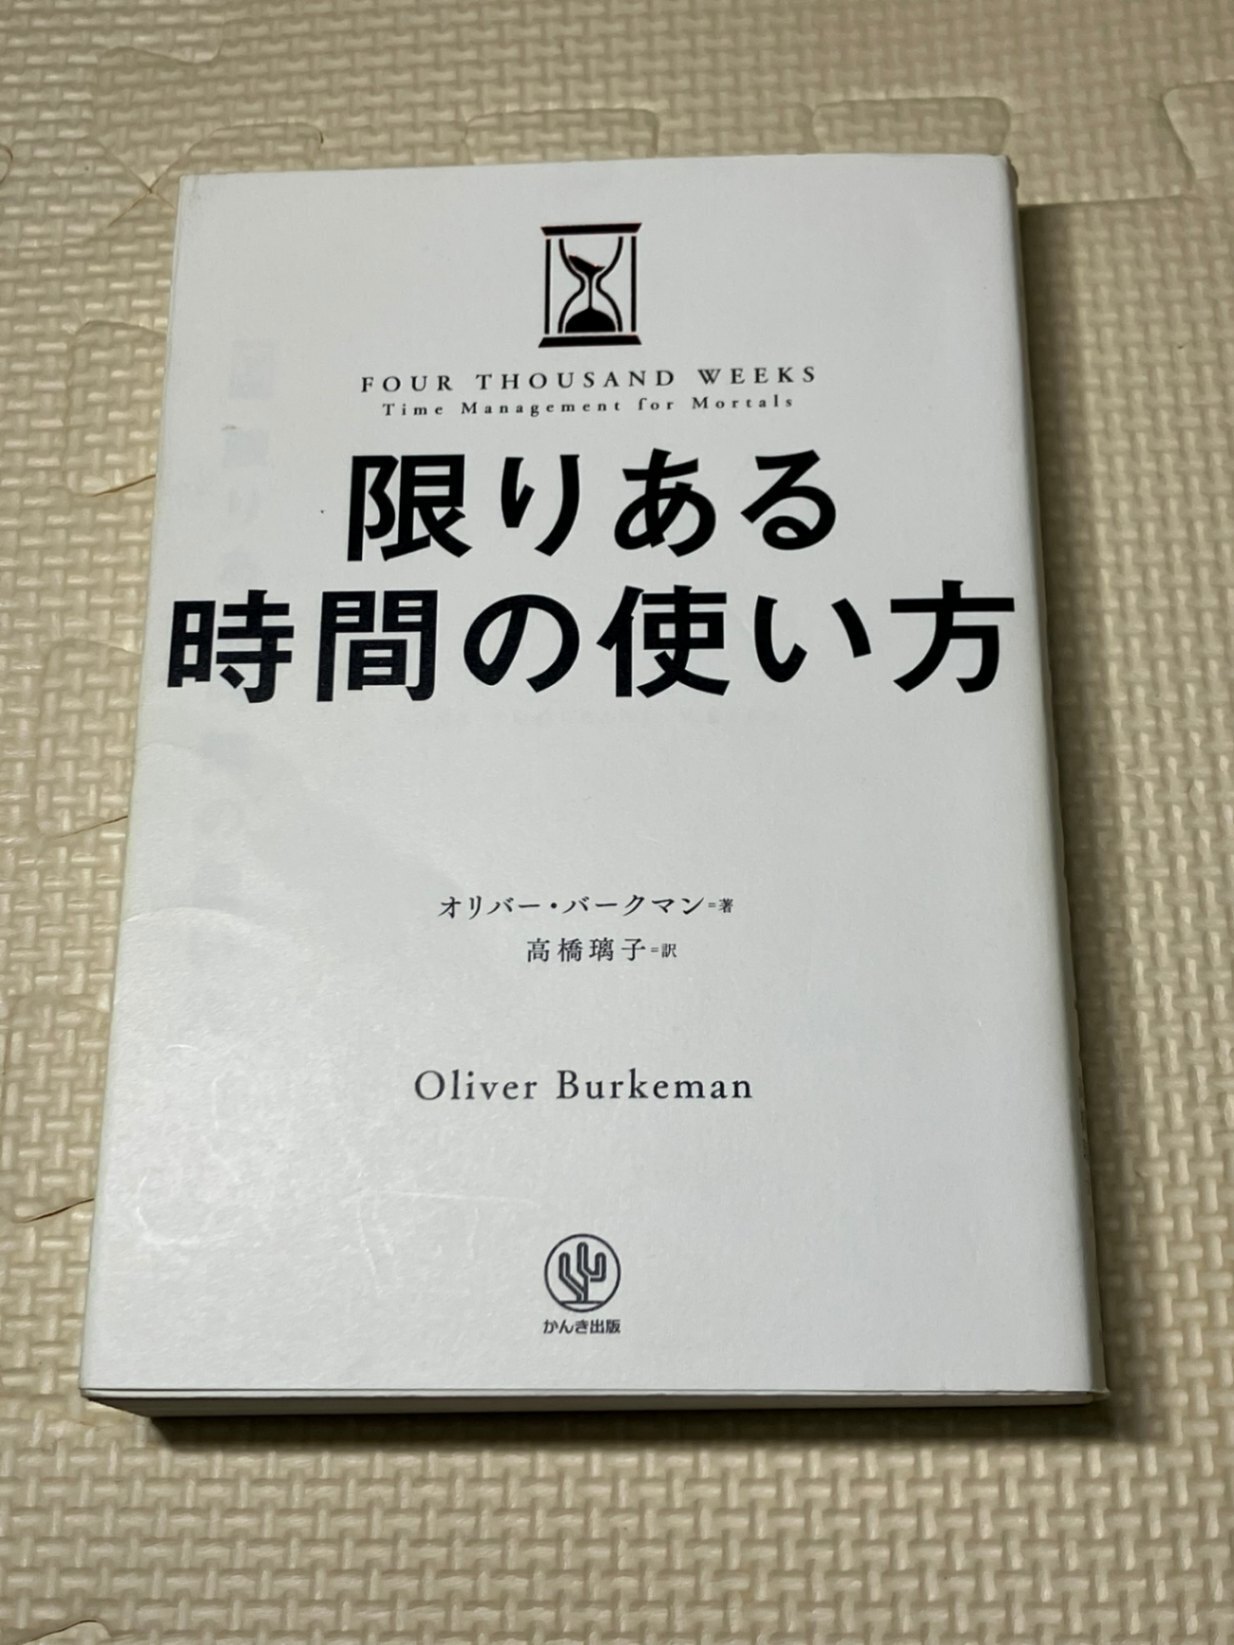 FOUR THOUSAND WEEKS
Time Management for Mortals
限りある
時間の使い方
オリバー・バークマン=著
高橋璃子=訳
Oliver Burkeman
かんき出版